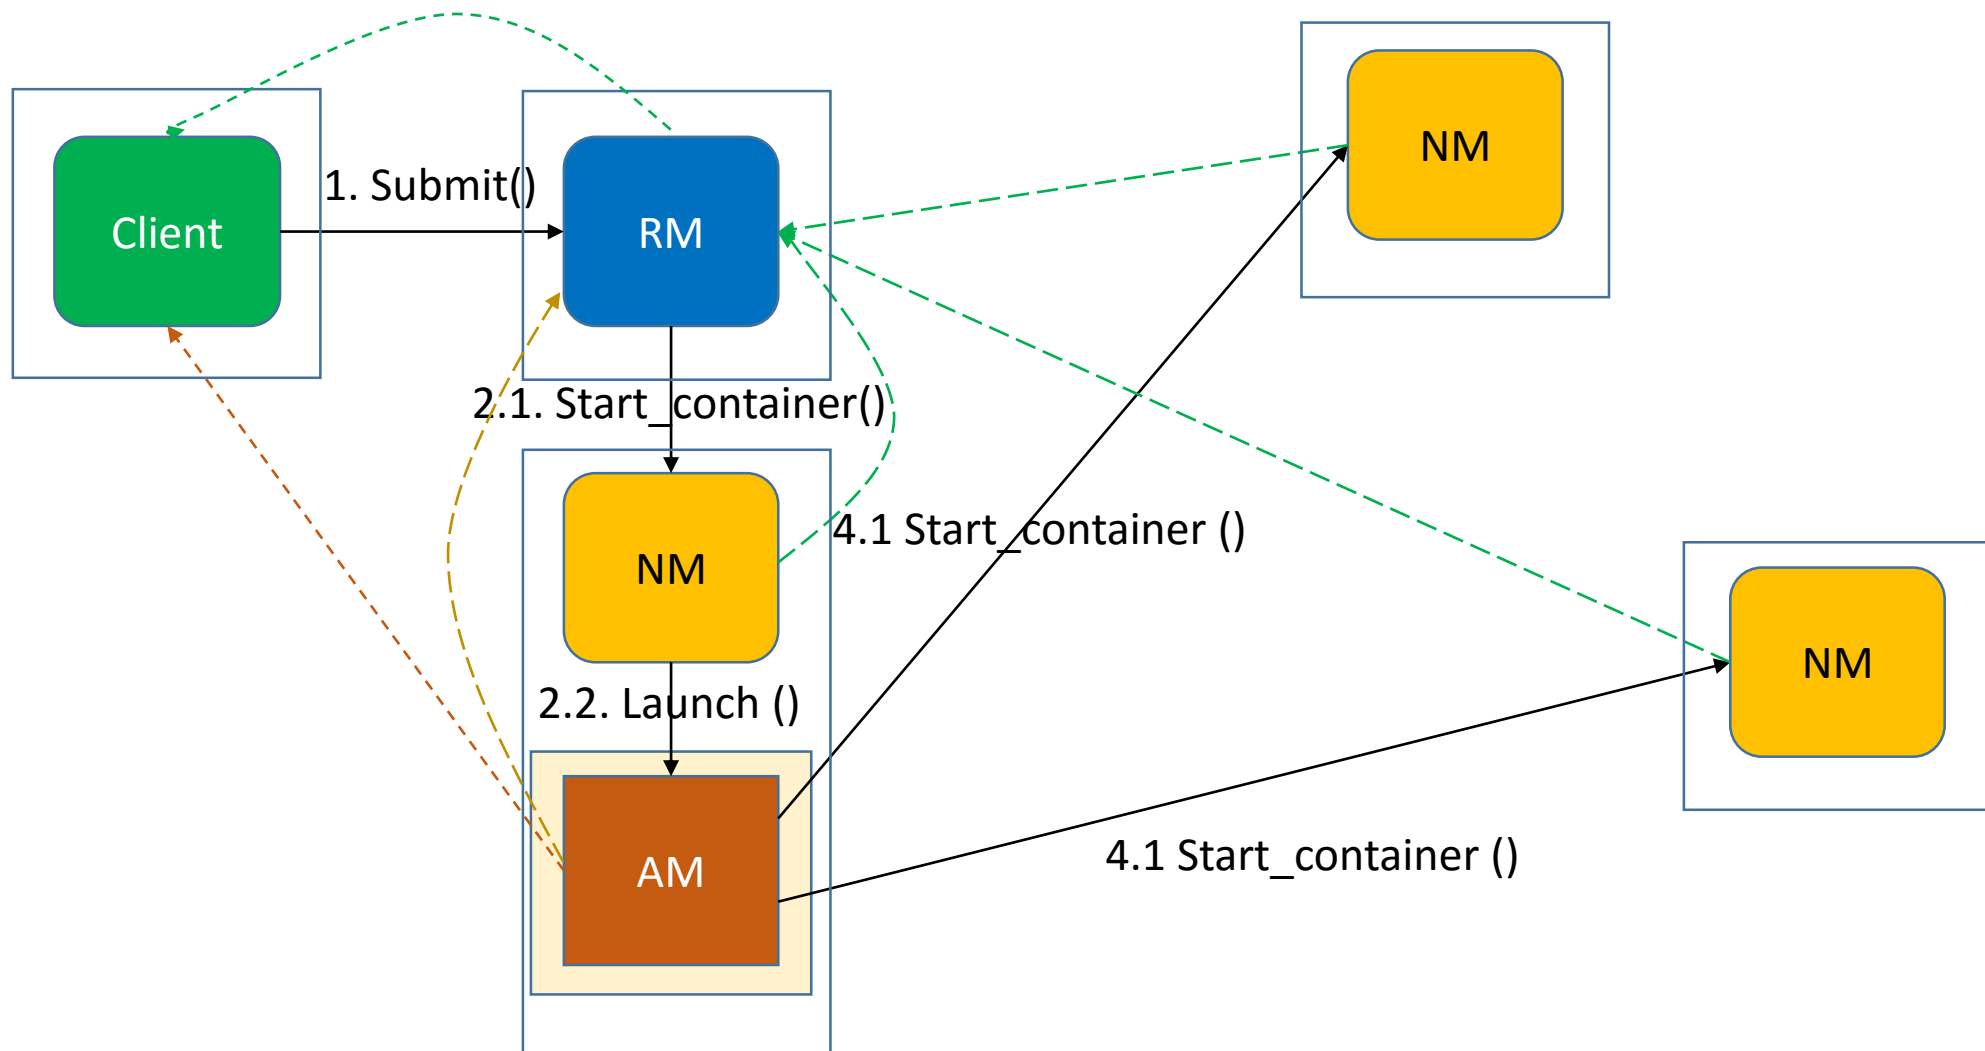 Client
1. Submit()
RM
NM
2.1. Start_container()
NM
4.1 Start_container ()
NM
2.2. Launch ()
AM
4.1 Start_container ()